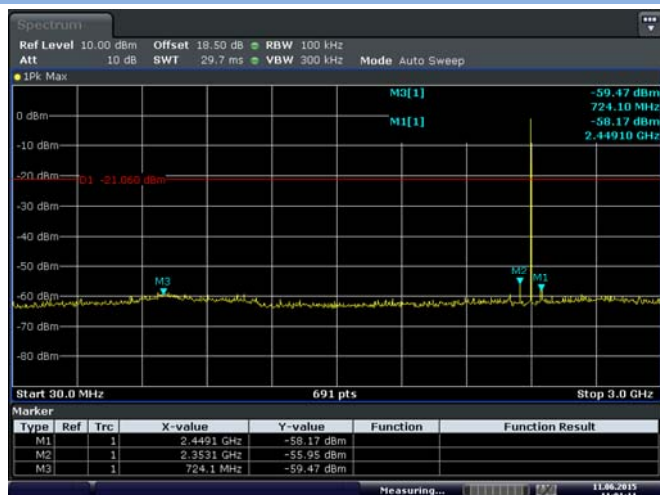 Spectrum
Ref Level 10.00 dBm Offset 18.50 dB RBW 100 kHz
Att 10 dB SWT 29.7 ms VBW 300 kHz Mode Auto Sweep
1Pk Max
M3[1] -59.47 dBm
724.10 MHz
0 dBm
M1[1] -58.17 dBm
2.44910 GHz
-10 dBm
-20 dBm
D1 -21.060 dBm
-30 dBm
-40 dBm
-50 dBm
M3 M2 M1
-60 dBm
-70 dBm
-80 dBm
Start 30.0 MHz 691 pts Stop 3.0 GHz
Marker
Type Ref Trc X-value Y-value Function Function Result
M1 1 2.4491 GHz -58.17 dBm
M2 1 2.3531 GHz -55.95 dBm
M3 1 724.1 MHz -59.47 dBm
Measuring... 11.06.2015